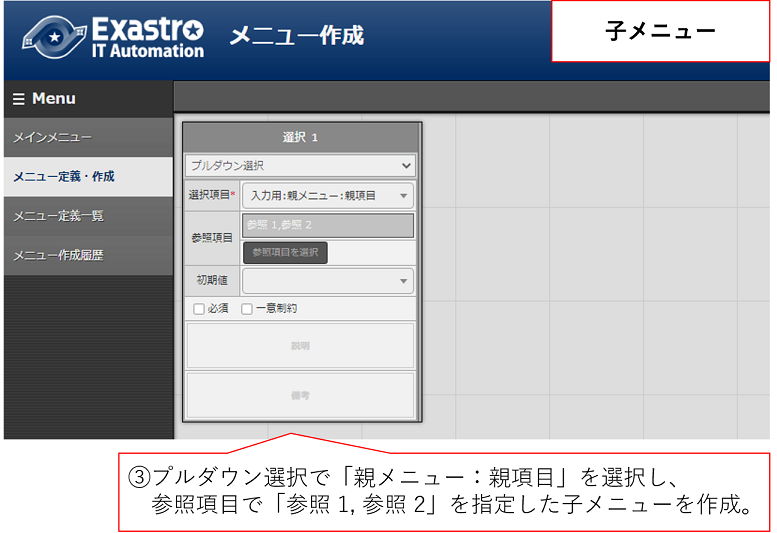 Exastro
IT Automation
メニュー作成
子メニュー
Menu
メインメニュー
メニュー定義・作成
メニュー定義一覧
メニュー作成履歴
選択 1
プルダウン選択
選択項目* 入力用:親メニュー:親項目
参照項目 参照 1,参照 2
参照項目を選択
初期値
必須 一意制約
説明
備考
③プルダウン選択で「親メニュー：親項目」を選択し、
参照項目で「参照 1, 参照 2」を指定した子メニューを作成。